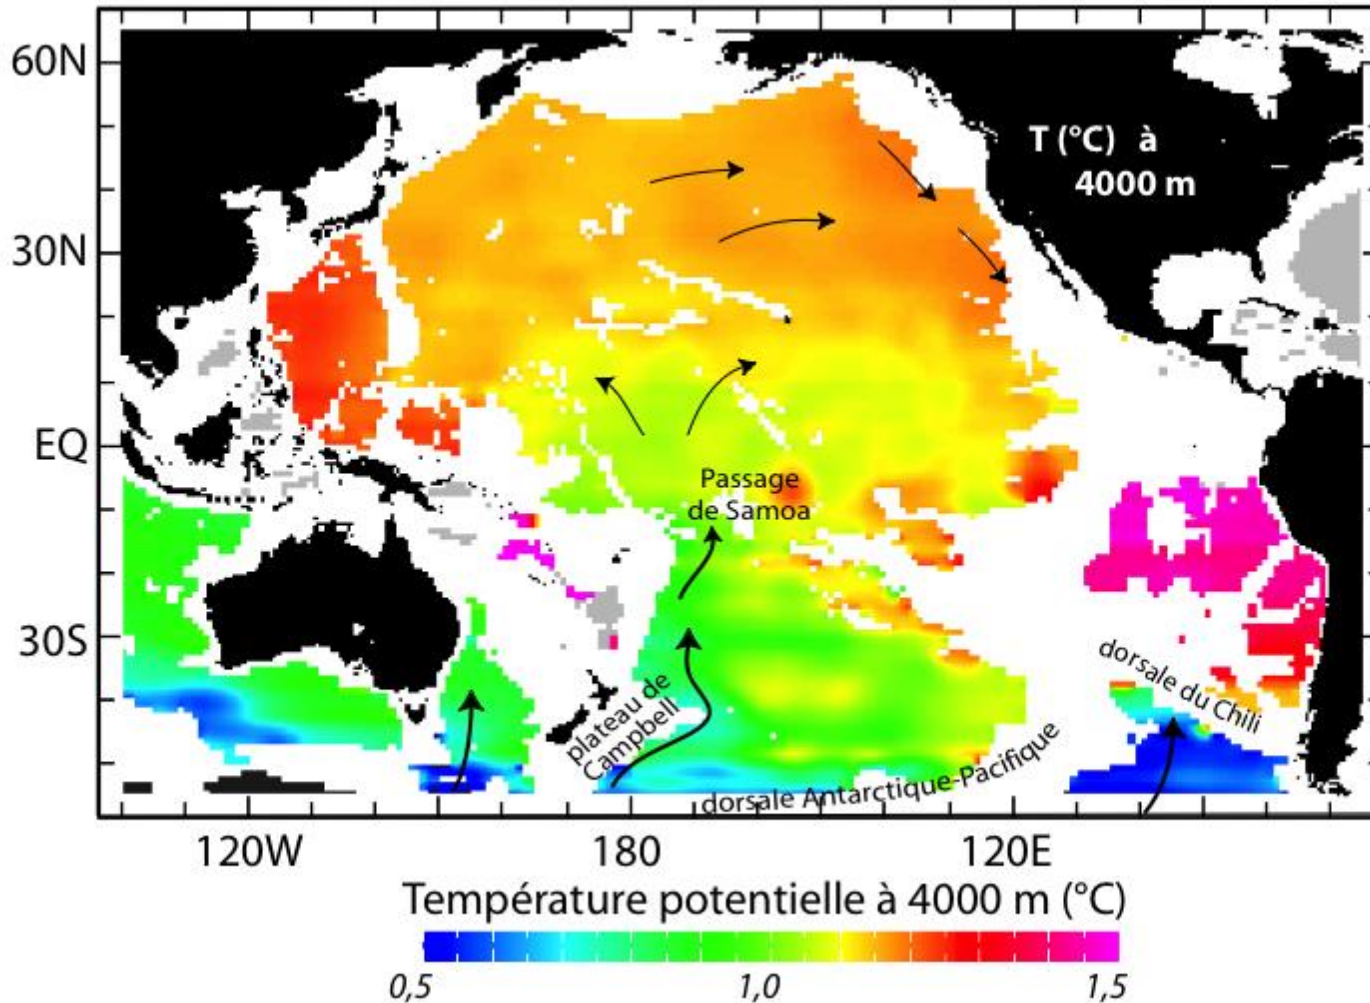 60N
30N
EQ
30S
T (°C) à
4000 m
Passage
de Samoa
plateau de
Campbell
dorsale du Chili
dorsale Antarctique-Pacifique
120W
180
120E
Température potentielle à 4000 m (°C)
0,5
1,0
1,5